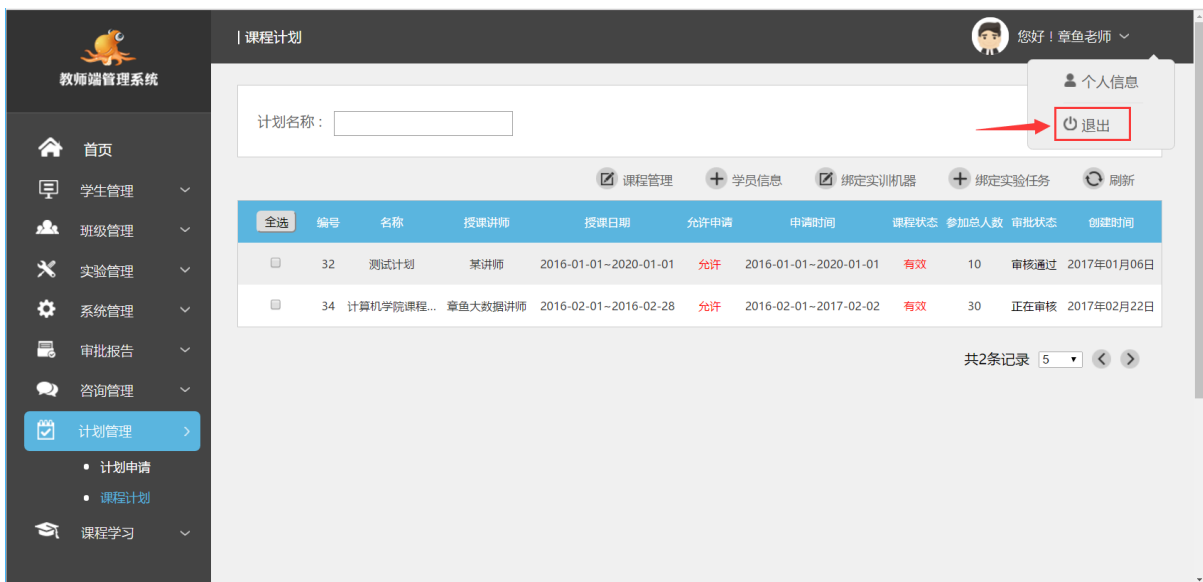 教师端管理系统
课程计划
您好！章鱼老师
个人信息
退出
首页
学生管理
班级管理
实验管理
系统管理
审批报告
咨询管理
计划管理
计划申请
课程计划
课程学习
计划名称：
课程管理 学员信息 绑定实训机器 绑定实验任务 刷新
全选 编号 名称 授课讲师 授课日期 允许申请 申请时间 课程状态 参加总人数 审批状态 创建时间
32 测试计划 某讲师 2016-01-01~2020-01-01 允许 2016-01-01~2020-01-01 有效 10 审核通过 2017年01月06日
34 计算机学院课程... 章鱼大数据讲师 2016-02-01~2016-02-28 允许 2016-02-01~2017-02-02 有效 30 正在审核 2017年02月22日
共2条记录 5